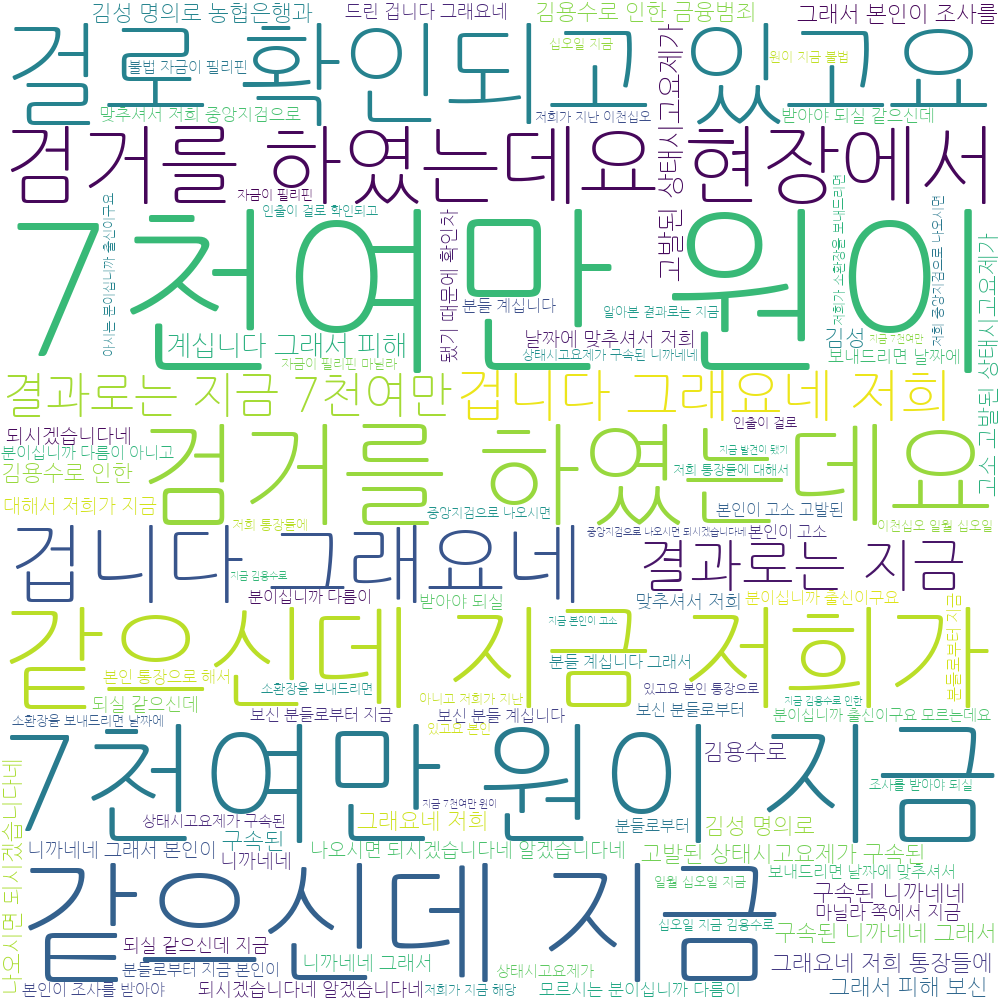 김성 명의로 농협은행과
드린 겁니다 그래요네
김용수로 인한 금융범죄
그래서 본인이 조사를
걸로 확인되고 있고요
십오일 지금
원이 지금 불법
불법 자금이 필리핀
맞추셔서 저희 중앙지검으로
저희가 지난 이천십오
받아야 되실 같으신데
고발된 상태시고요제가
검거를 하였는데요
현장에서
자금이 필리핀
인출이 걸로 확인되고
7천여만 원이
아시는 분이십니까 출신이구요
됐기 때문에 확인차
저희가 소환장을 보내드리면
저희 중앙지검으로 나오시면
고소 고발된 상태시고요제가
분들 계십니다
알아본 결과로는 지금
계십니다 그래서 피해
날짜에 맞추셔서 저희
김성
지금 7천여만
자금이 필리핀 마닐라
상태시고요제가 구속된 니까네네
보내드리면 날짜에
결과로는 지금 7천여만
겁니다 그래요네 저희
되시겠습니다네
인출이 걸로
분이십니까 다름이 아니고
검거를 하였는데요
지금 발견이 됐기
김용수로 인한
저희 통장들에 대해서
대해서 저희가 지금
중앙지검으로 나오시면
본인이 고소 고발된
저희 통장들에
이천십오 일월 십오일
겁니다 그래요네
중앙지검으로 나오시면 되시겠습니다네
본인이 고소
결과로는 지금
지금 김용수로
분이십니까 다름이
받아야 되실
맞추셔서 저희
분이십니까 출신이구요
같으신데 지금
저희가
지금 본인이 고소
분들로부터 지금
분들 계십니다 그래서
본인 통장으로 해서
소환장을 보내드리면
있고요 본인 통장으로
되실 같으신데
아니고 저희가 지난
지금 김용수로 인한
소환장을 보내드리면 날짜에
보신 분들로부터 지금
보신 분들 계십니다
보신 분들로부터
분이십니까 출신이구요 모르는데요
있고요 본인
7천여만 원이 지금
김용수로
나오시면 되시겠습니다네
조사를 받아야 되실
지금 7천여만 원이
상태시고요제가 구속된
그래요네 저희
분들로부터
김성 명의로
구속된
니까네네 그래서 본인이
니까네네
나오시면 되시겠습니다네 알겠습니다네
고발된 상태시고요제가 구속된
보내드리면 날짜에 맞추셔서
같으신데 지금
일월 십오일 지금
구속된 니까네네
마닐라 쪽에서 지금
십오일 지금 김용수로
구속된 니까네네 그래서
되실 같으신데 지금
분들로부터 지금 본인이
니까네네 그래서
상태시고요제가
그래요네 저희 통장들에
본인이 조사를 받아야
되시겠습니다네 알겠습니다네
저희가 지금 해당
모르시는 분이십니까 다름이
그래서 피해 보신